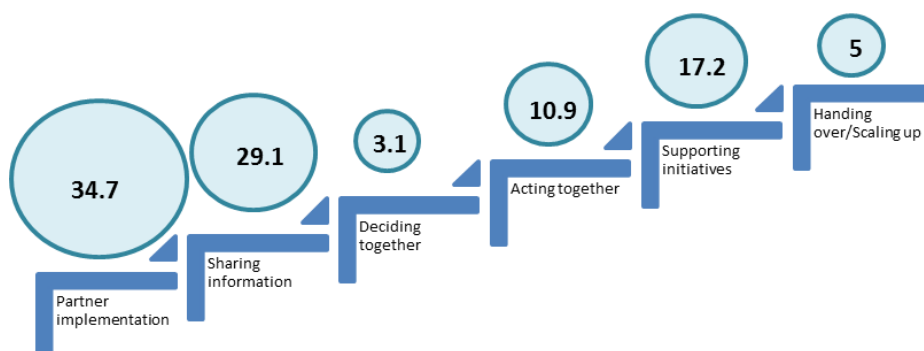 34.7
Partner
implementation
29.1
Sharing
information
3.1
Deciding
together
10.9
Acting together
17.2
Supporting
initiatives
5
Handing
over/Scaling up